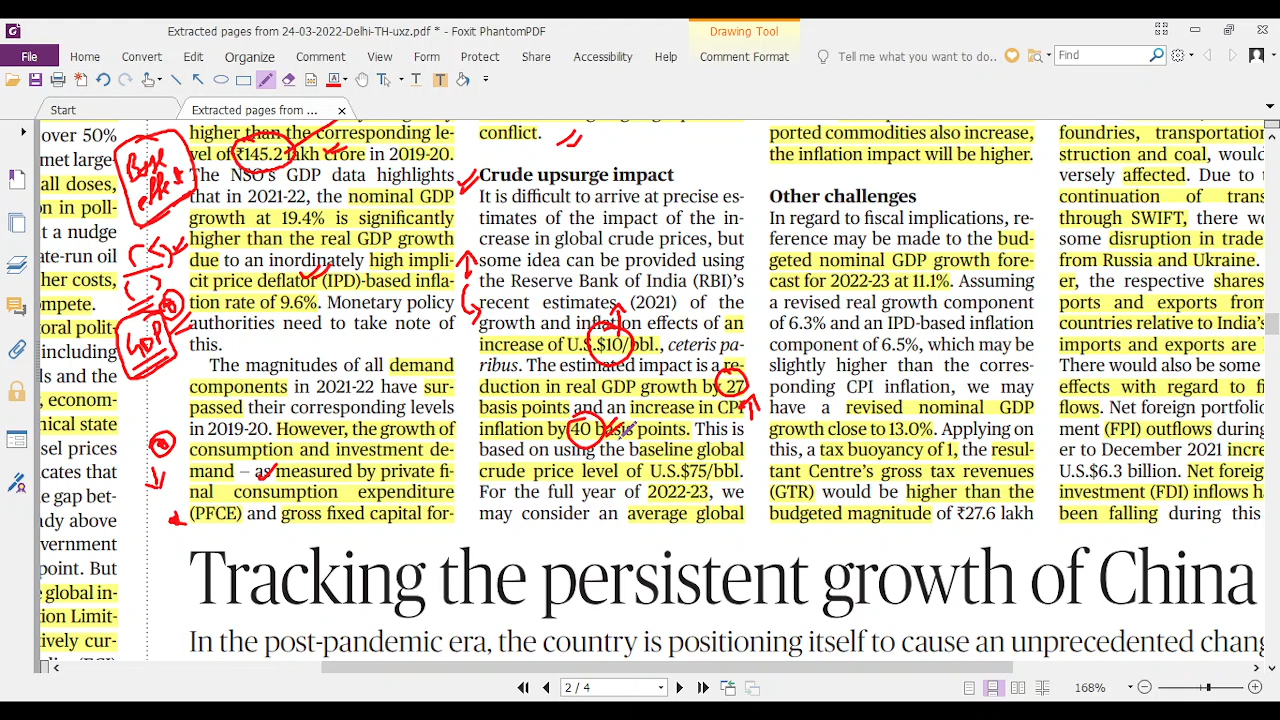 Extracted pages from 24-03-2022-Delhi-TH-uxz.pdf * - Foxit PhantomPDF
Drawing Tool
File Home Convert Edit Organize Comment View Form Protect Share Accessibility Help Comment Format Tell me what you want to do.. Find
Start Extracted pages from ...
over 50%
met large
all doses,
on in poll-
t a nudge
ate-run oil
her costs,
ompete.
toral polit-
including
ls and the
, econom-
nical state
sel prices
cates that
e gap bet-
dy above
vernment
point. But
global in-
ion Limit-
tively cur-
Base
effect
GDP
higher than the corresponding le-
vel of ₹145.2 lakh crore in 2019-20.
The NSO's GDP data highlights
that in 2021-22, the nominal GDP
growth at 19.4% is significantly
higher than the real GDP growth
due to an inordinately high impli-
cit price deflator (IPD)-based infla-
tion rate of 9.6%. Monetary policy
authorities need to take note of
this.
The magnitudes of all demand
components in 2021-22 have sur-
passed their corresponding levels
in 2019-20. However, the growth of
consumption and investment de-
mand – as measured by private fi-
nal consumption expenditure
(PFCE) and gross fixed capital for-
conflict.
Crude upsurge impact
It is difficult to arrive at precise es-
timates of the impact of the in-
crease in global crude prices, but
some idea can be provided using
the Reserve Bank of India (RBI)'s
recent estimates (2021) of the
growth and inflation effects of an
increase of U.S.$10/bbl., ceteris pa-
ribus. The estimated impact is a re-
duction in real GDP growth by 27
basis points and an increase in CPI
inflation by 40 basis points. This is
based on using the baseline global
crude price level of U.S.$75/bbl.
For the full year of 2022-23, we
may consider an average global
ported commodities also increase,
the inflation impact will be higher.
Other challenges
In regard to fiscal implications, re-
ference may be made to the bud-
geted nominal GDP growth fore-
cast for 2022-23 at 11.1%. Assuming
a revised real growth component
of 6.3% and an IPD-based inflation
component of 6.5%, which may be
slightly higher than the corres-
ponding CPI inflation, we may
have a revised nominal GDP
growth close to 13.0%. Applying on
this, a tax buoyancy of 1, the resul-
tant Centre's gross tax revenues
(GTR) would be higher than the
budgeted magnitude of ₹27.6 lakh
foundries, transportation
struction and coal, would
versely affected. Due to
continuation of trans
through SWIFT, there wo
some disruption in trade
from Russia and Ukraine.
er, the respective shares
ports and exports from
countries relative to India's
imports and exports are
There would also be some
effects with regard to fi
flows. Net foreign portfolio
ment (FPI) outflows during
er to December 2021 incre
U.S.$6.3 billion. Net foreig
investment (FDI) inflows ha
been falling during this
Tracking the persistent growth of China
In the post-pandemic era, the country is positioning itself to cause an unprecedented chang
2 / 4 168%